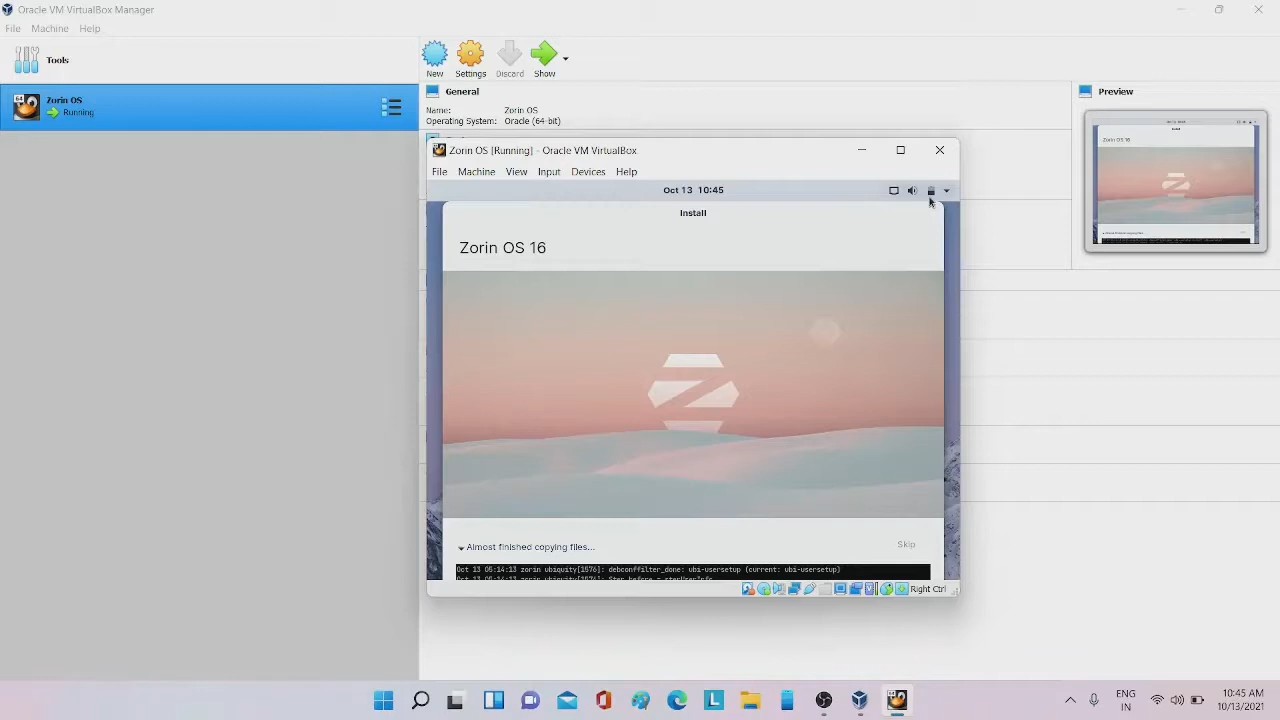 Oracle VM VirtualBox Manager
File Machine Help
Tools
New Settings Discard Show
Zorin OS
Running
General
Name: Zorin OS
Operating System: Oracle (64-bit)
Preview
Zorin OS [Running] - Oracle VM VirtualBox
File Machine View Input Devices Help
Oct 13 10:45
Install
Zorin OS 16
Almost finished copying files...
Skip
Oct 13 05:14:13 zorin ubiquity[1576]: debconffilter_done: ubi-usersetup (current: ubi-usersetup)
Right Ctrl
ENG
IN
10:45 AM
10/13/2021